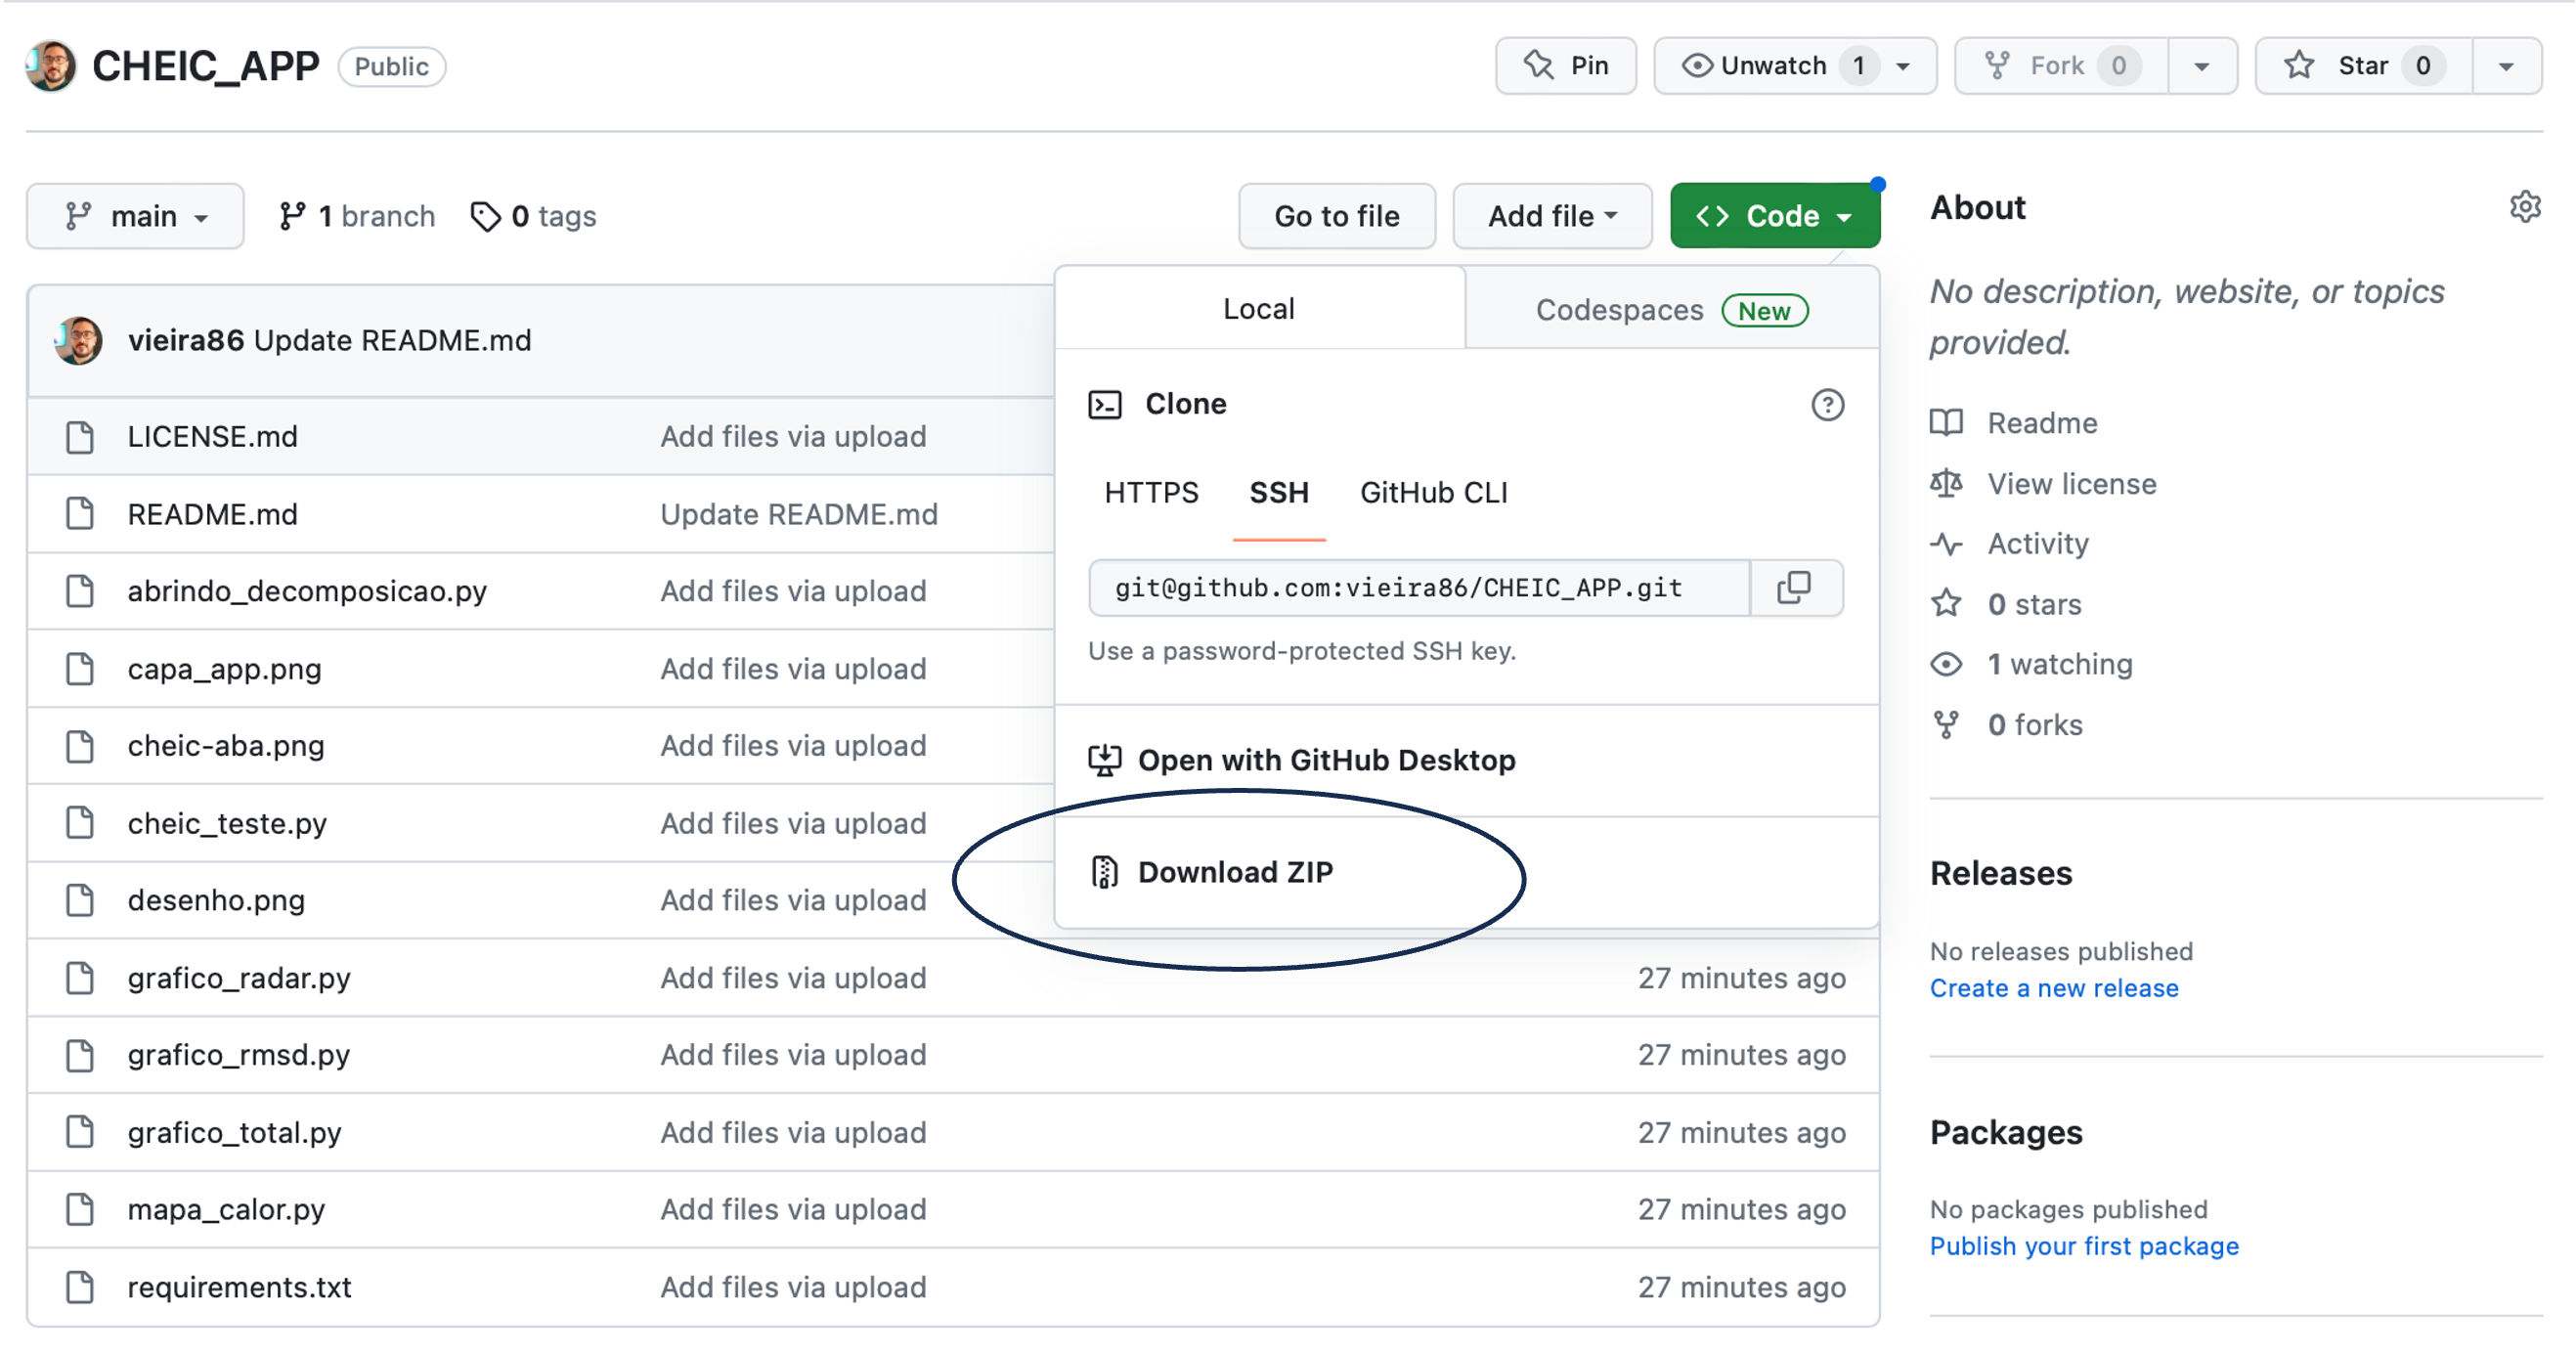 CHEIC_APP Public Pin Unwatch 1 Fork 0 Star 0
main 1 branch 0 tags Go to file Add file <> Code
vieira86 Update README.md
LICENSE.md Add files via upload
README.md Update README.md
abrindo_decomposicao.py Add files via upload
capa_app.png Add files via upload
cheic-aba.png Add files via upload
cheic_teste.py Add files via upload
desenho.png Add files via upload
grafico_radar.py Add files via upload 27 minutes ago
grafico_rmsd.py Add files via upload 27 minutes ago
grafico_total.py Add files via upload 27 minutes ago
mapa_calor.py Add files via upload 27 minutes ago
requirements.txt Add files via upload 27 minutes ago
Local Codespaces New
Clone
HTTPS SSH GitHub CLI
git@github.com:vieira86/CHEIC_APP.git
Use a password-protected SSH key.
Open with GitHub Desktop
Download ZIP
About
No description, website, or topics
provided.
Readme
View license
Activity
0 stars
1 watching
0 forks
Releases
No releases published
Create a new release
Packages
No packages published
Publish your first package